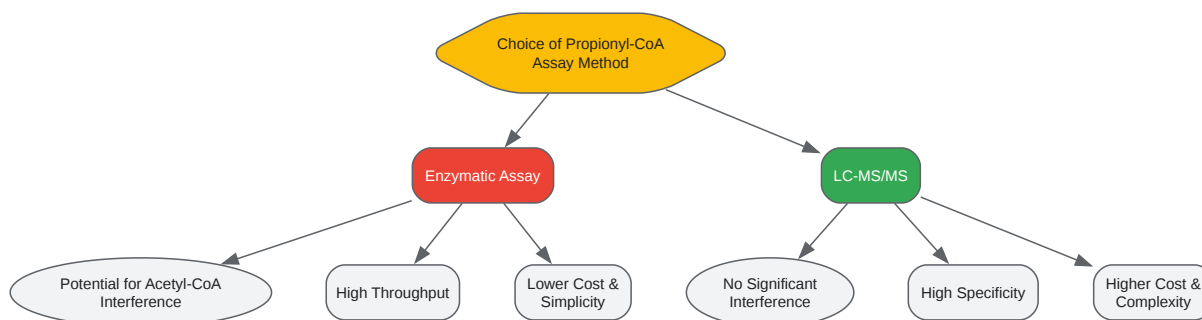 Choice of Propionyl-CoA
Assay Method
Enzymatic Assay
LC-MS/MS
Potential for Acetyl-CoA
Interference
High Throughput
Lower Cost &
Simplicity
No Significant
Interference
High Specificity
Higher Cost &
Complexity